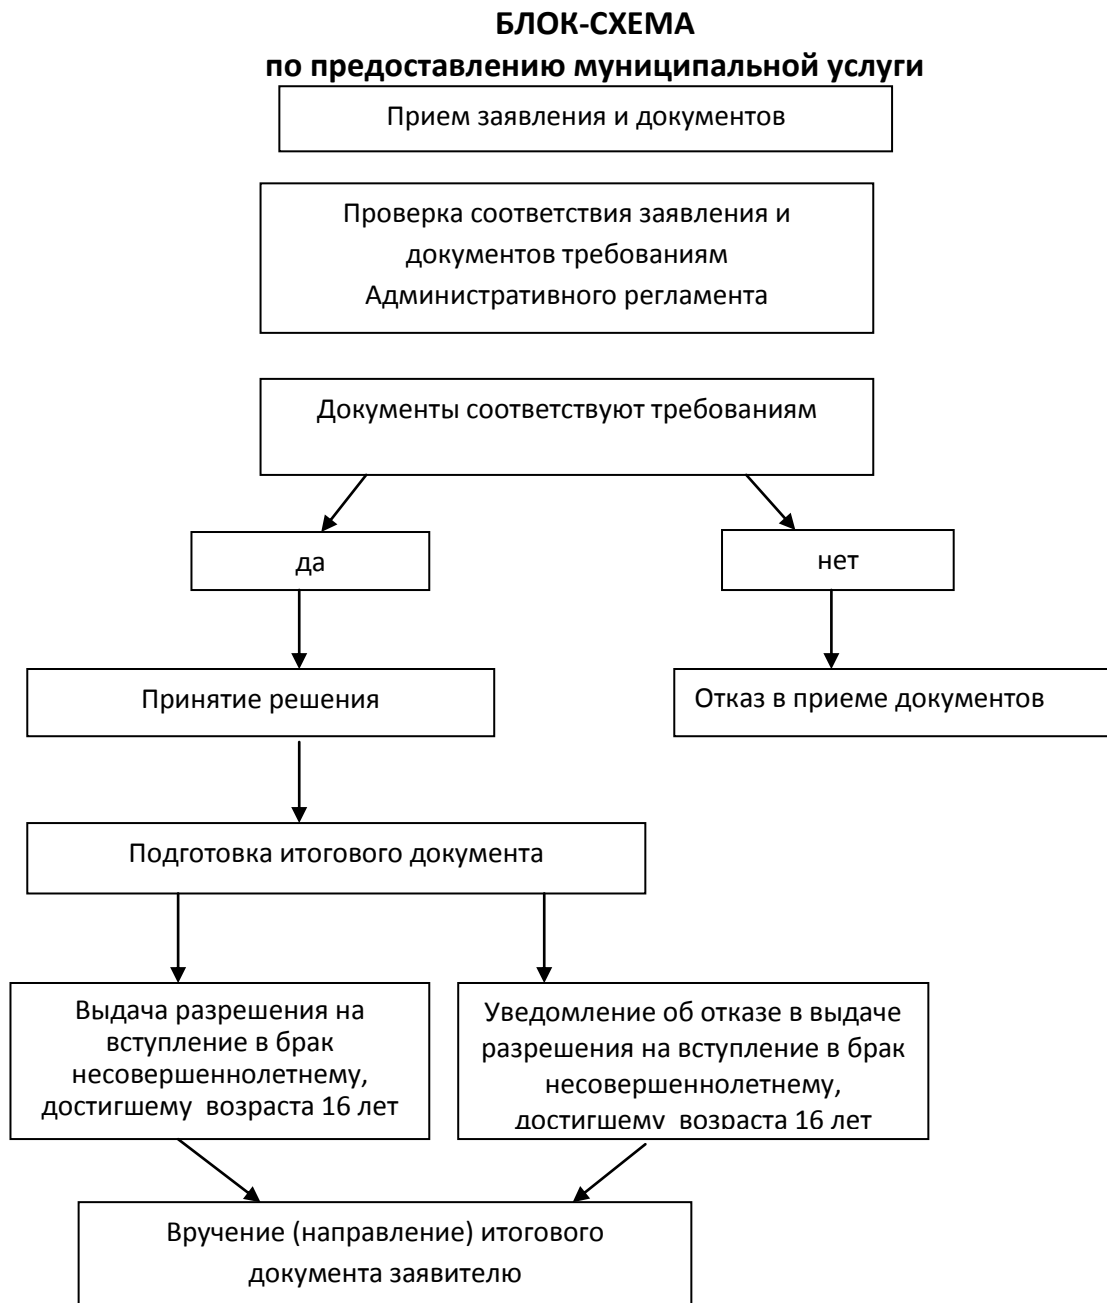 БЛОК-СХЕМА
по предоставлению муниципальной услуги
Прием заявления и документов
Проверка соответствия заявления и
документов требованиям
Административного регламента
Документы соответствуют требованиям
да
нет
Принятие решения
Отказ в приеме документов
Подготовка итогового документа
Выдача разрешения на
вступление в брак
несовершеннолетнему,
достигшему возраста 16 лет
Уведомление об отказе в выдаче
разрешения на вступление в брак
несовершеннолетнему,
достигшему возраста 16 лет
Вручение (направление) итогового
документа заявителю